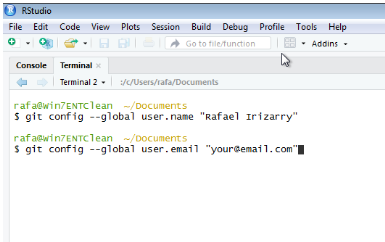 RStudio
File Edit Code View Plots Session Build Debug Profile Tools Help
Go to file/function Addins
Console Terminal
Terminal 2 :/c/Users/rafa/Documents
rafa@Win7ENTClean ~/Documents
$ git config --global user.name "Rafael Irizarry"
rafa@Win7ENTClean ~/Documents
$ git config --global user.email "your@email.com"